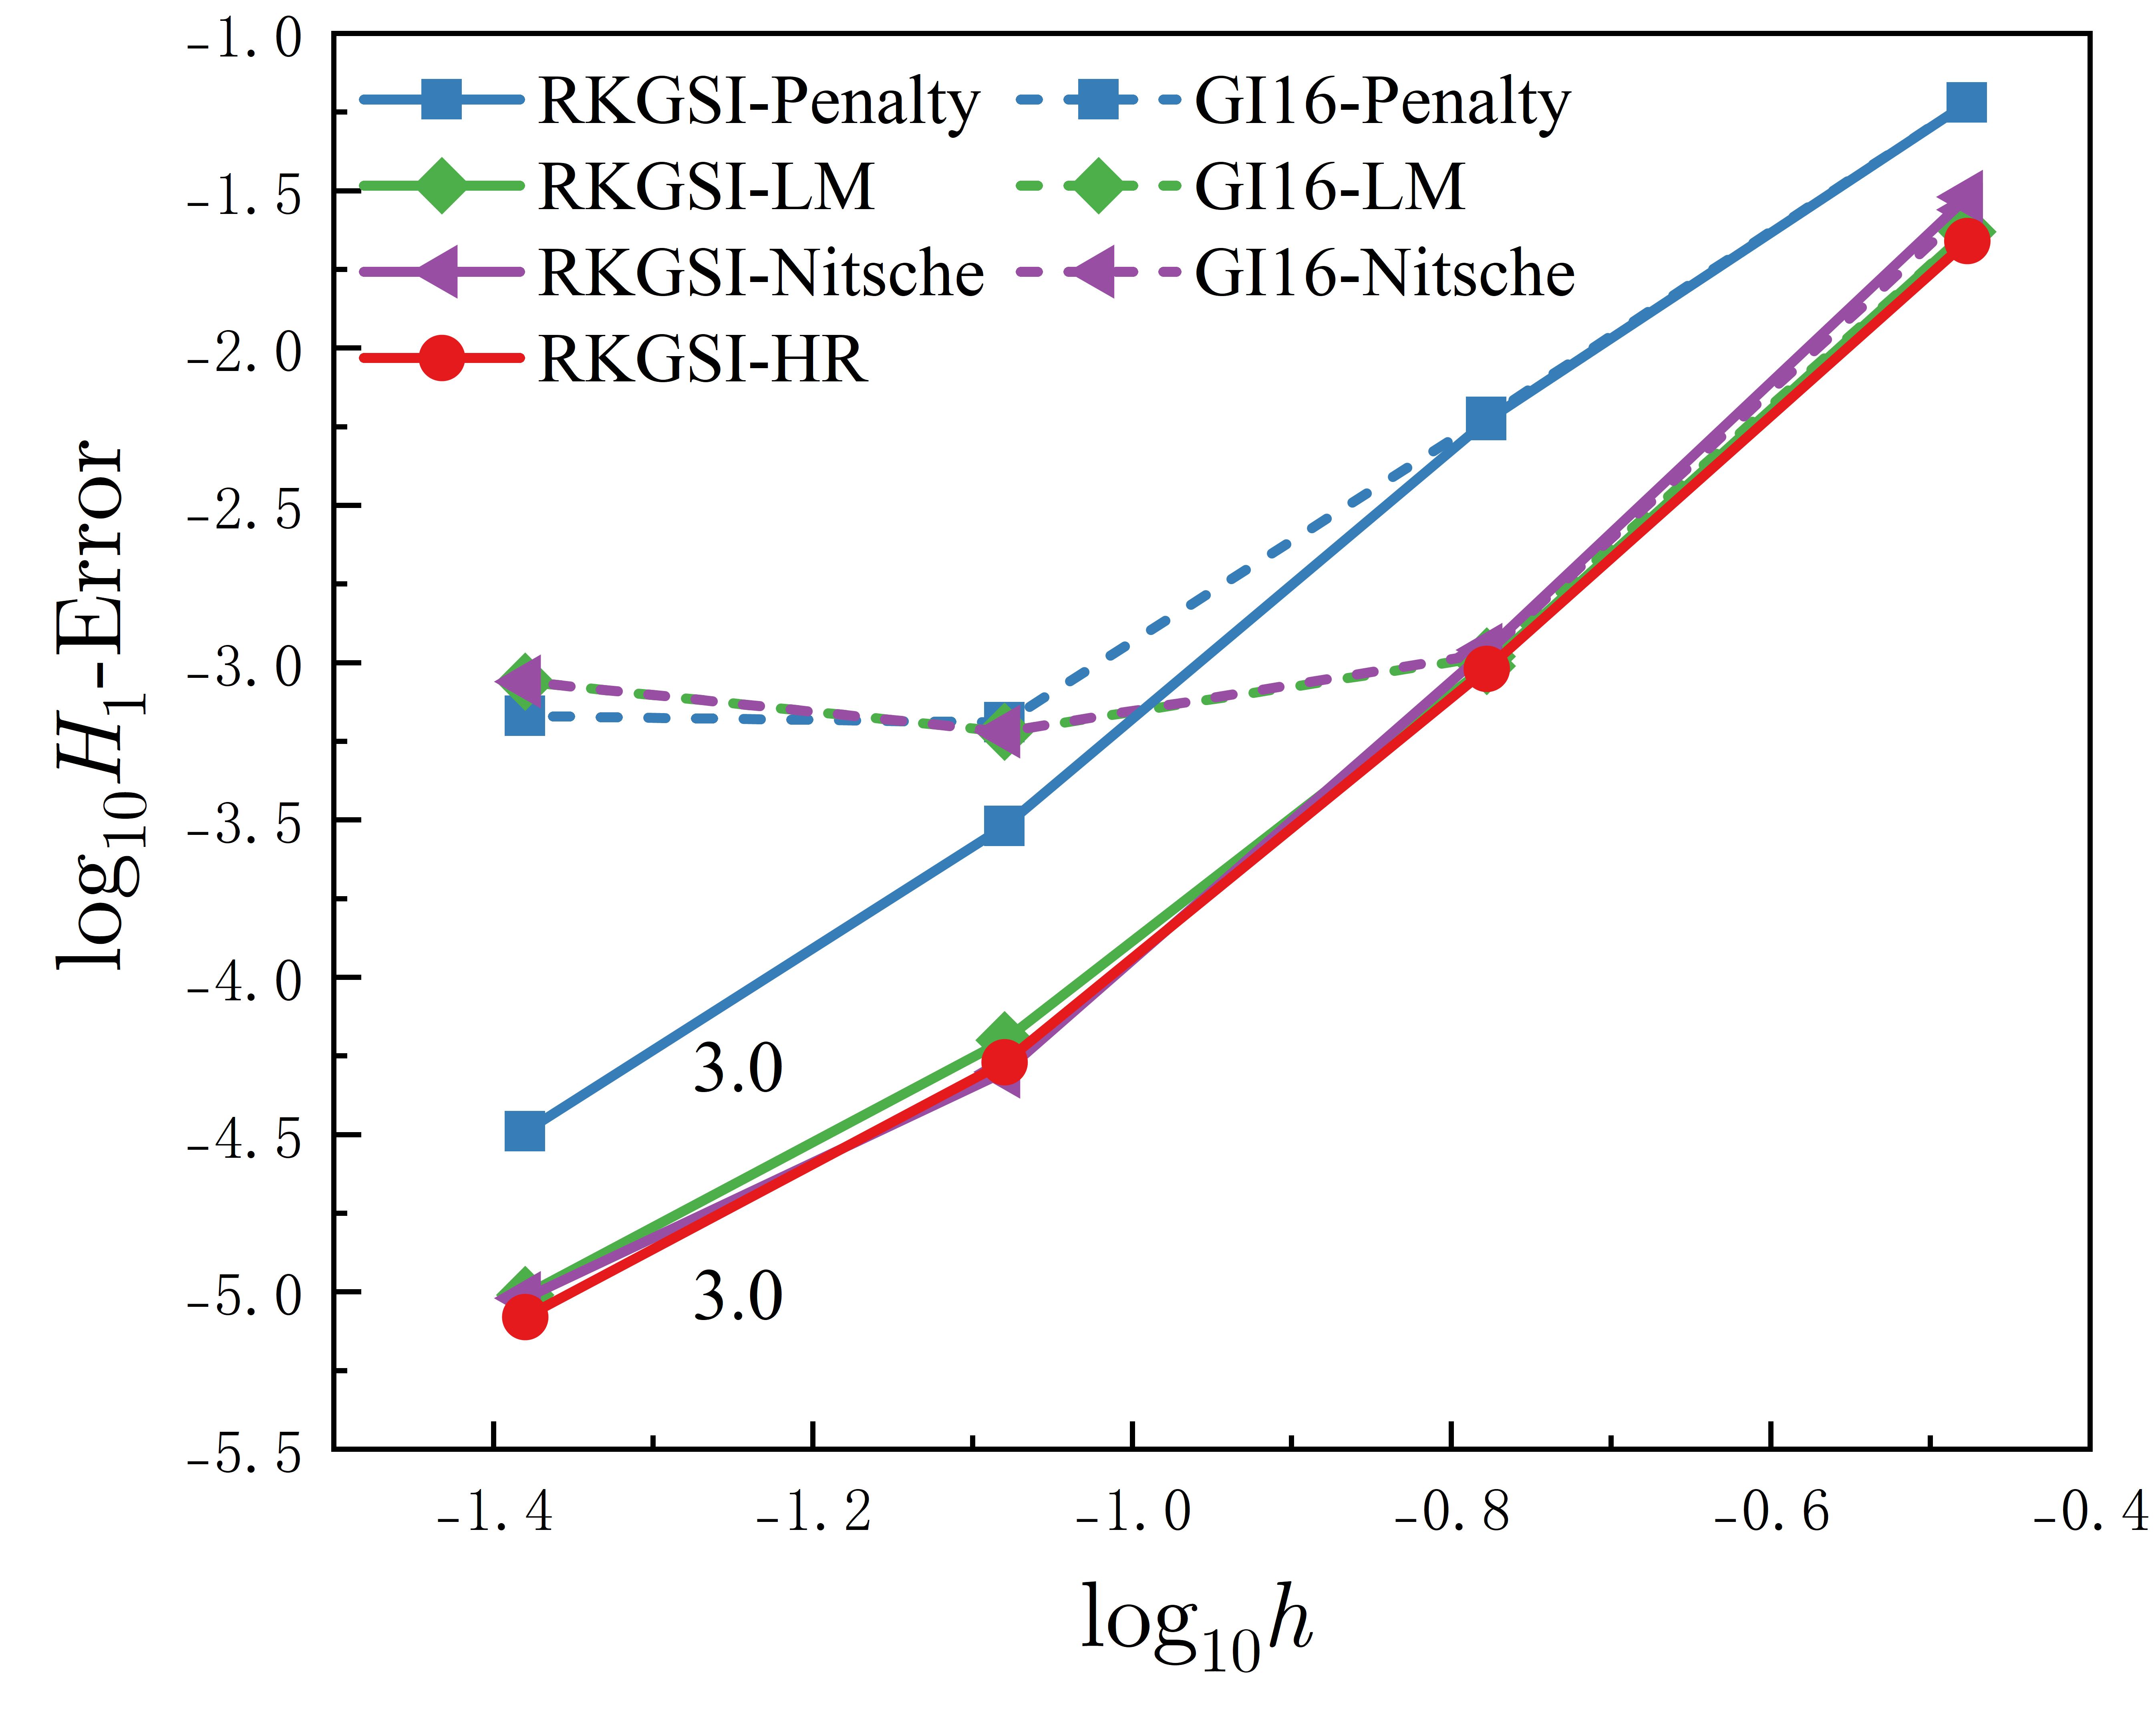 -1.0
-1.5
-2.0
-2.5
-3.0
-3.5
-4.0
-4.5
-5.0
-5.5
log10H1-Error
RKGSI-Penalty GI16-Penalty
RKGSI-LM GI16-LM
RKGSI-Nitsche GI16-Nitsche
RKGSI-HR
3.0
3.0
-1.4 -1.2 -1.0 -0.8 -0.6 -0.4
log10h